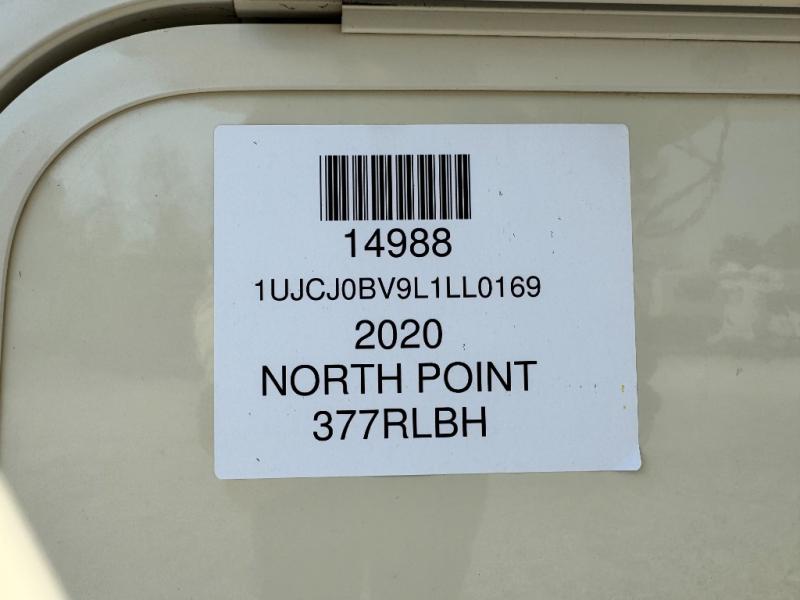 14988
1UJCJ0BV9L1LL0169
2020
NORTH POINT
377RLBH